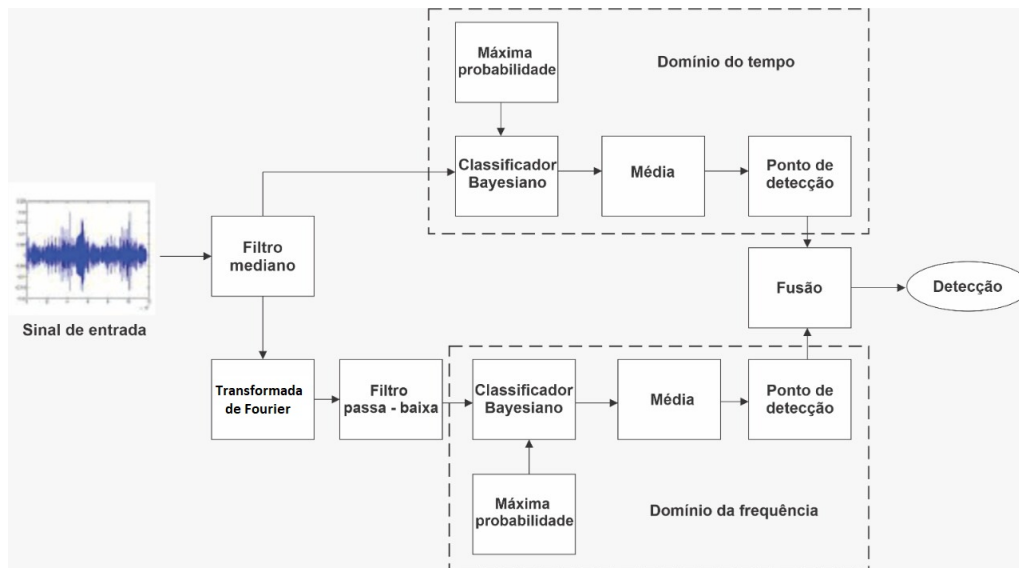 Máxima
probabilidade
Domínio do tempo
Classificador
Bayesiano
Média
Ponto de
detecção
Filtro
mediano
Fusão
Detecção
Sinal de entrada
Transformada
de Fourier
Filtro
passa - baixa
Classificador
Bayesiano
Média
Ponto de
detecção
Máxima
probabilidade
Domínio da frequência